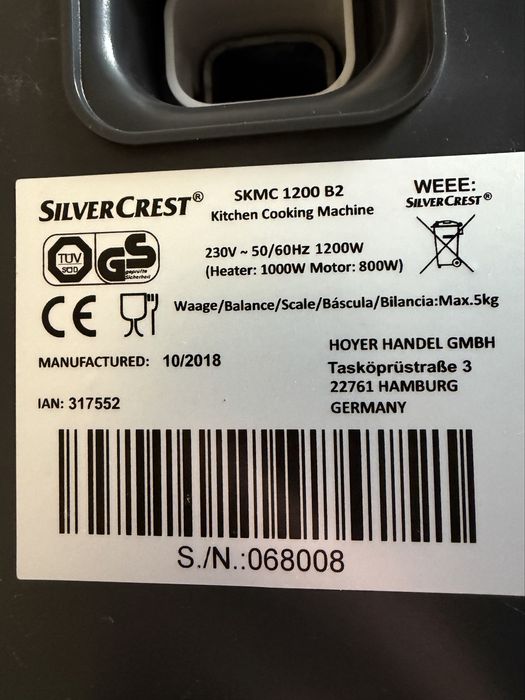 SILVERCREST®
SKMC 1200 B2
Kitchen Cooking Machine
WEEE:
SILVERCREST®
TÜV
SÜD
GS
geprüfte
Sicherheit
230V ~ 50/60Hz 1200W
(Heater: 1000W Motor: 800W)
CE
Waage/Balance/Scale/Báscula/Bilancia:Max.5kg
MANUFACTURED: 10/2018
HOYER HANDEL GMBH
Tasköprüstraße 3
22761 HAMBURG
GERMANY
IAN: 317552
S./N.:068008